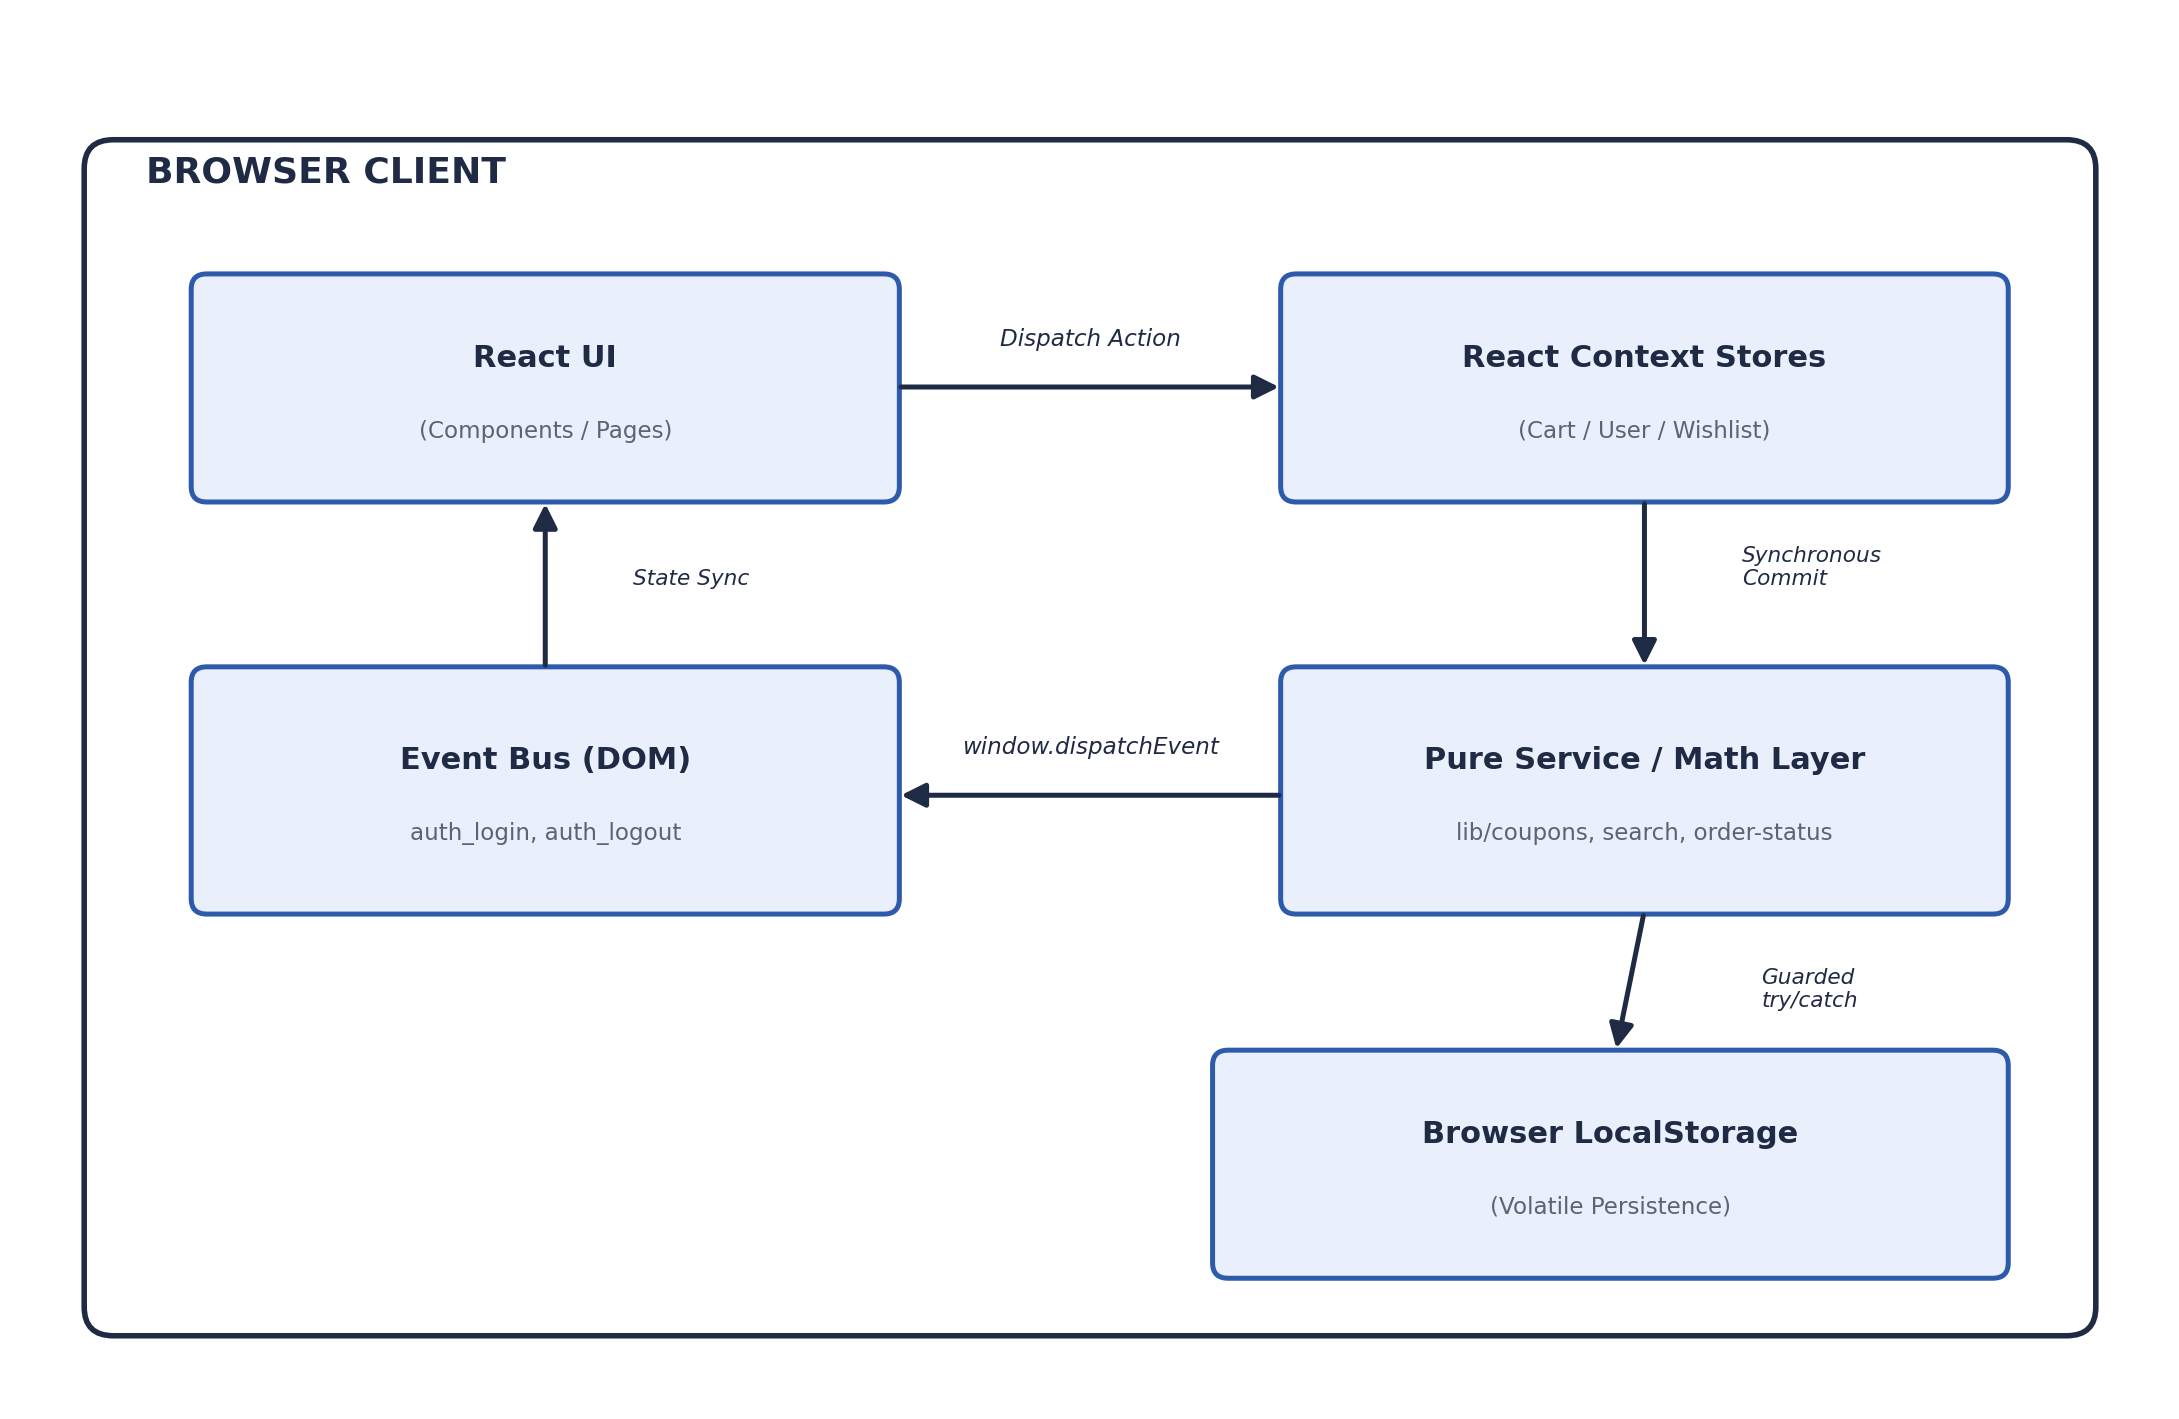 BROWSER CLIENT
React UI
(Components / Pages)
Dispatch Action
React Context Stores
(Cart / User / Wishlist)
State Sync
Synchronous
Commit
Event Bus (DOM)
auth_login, auth_logout
window.dispatchEvent
Pure Service / Math Layer
lib/coupons, search, order-status
Guarded
try/catch
Browser LocalStorage
(Volatile Persistence)